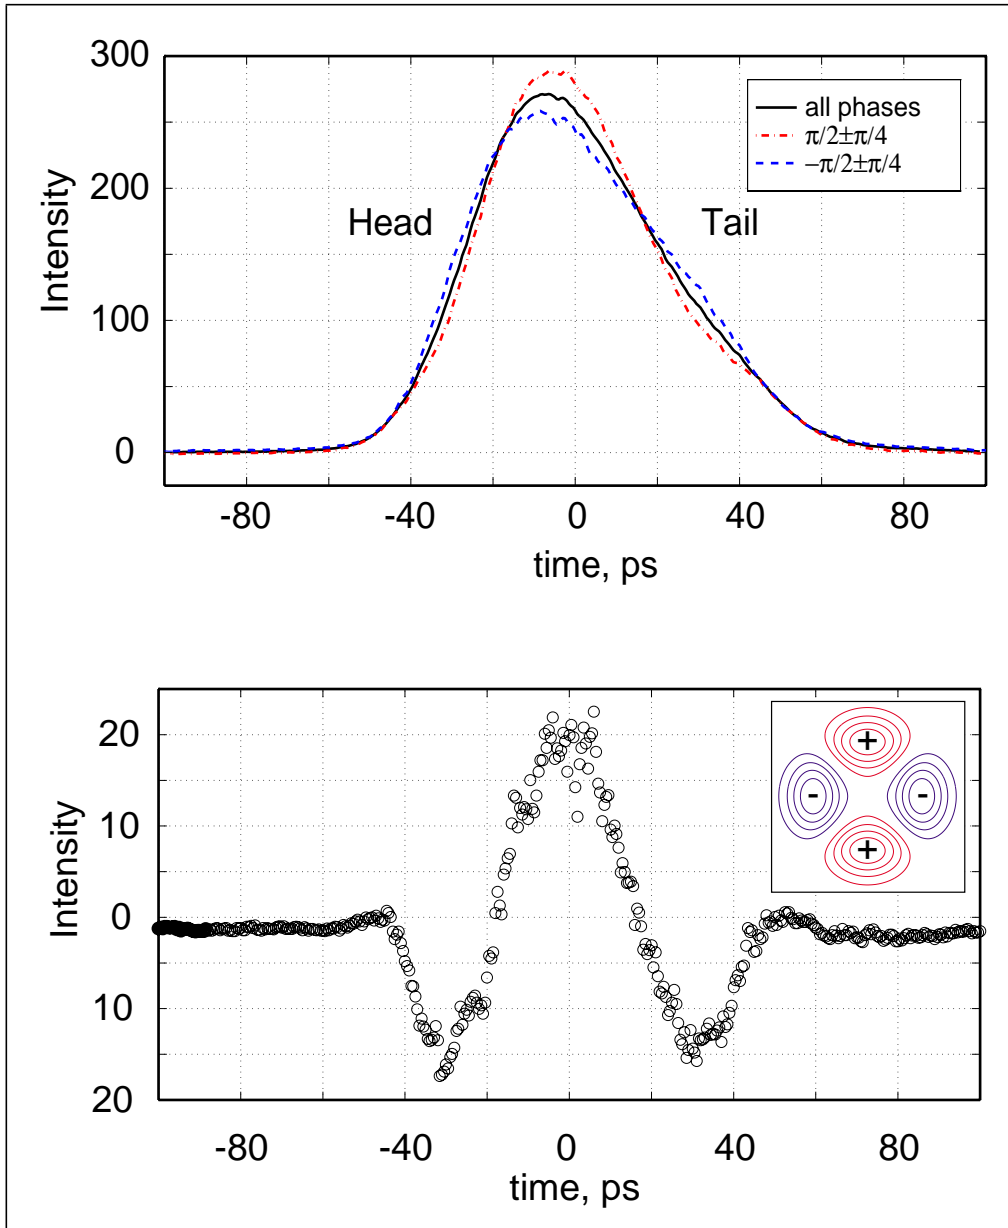 300
200
100
0
Intensity
Head
Tail
all phases
π/2±π/4
−π/2±π/4
-80
-40
0
40
80
time, ps
20
10
0
10
20
Intensity
+
-
-
+
-80
-40
0
40
80
time, ps